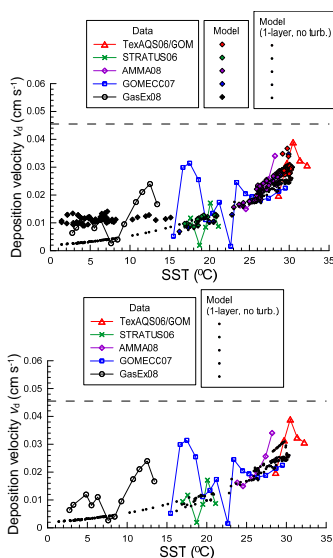 Data
TexAQS06/GOM
STRATUS06
AMMA08
GOMECC07
GasEx08
Model
Model
(1-layer, no turb.)
Deposition velocity vd (cm s-1)
0.06
0.05
0.04
0.03
0.02
0.01
0
0 5 10 15 20 25 30 35
SST (ºC)
Data
TexAQS06/GOM
STRATUS06
AMMA08
GOMECC07
GasEx08
Model
(1-layer, no turb.)
Deposition velocity vd (cm s-1)
0.06
0.05
0.04
0.03
0.02
0.01
0
0 5 10 15 20 25 30 35
SST (ºC)